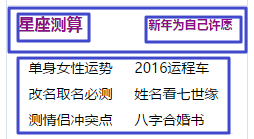 星座测算 新年为自己许愿
单身女性运势 2016运程车
改名取名必测 姓名看七世缘
测情侣冲突点 八字合婚书